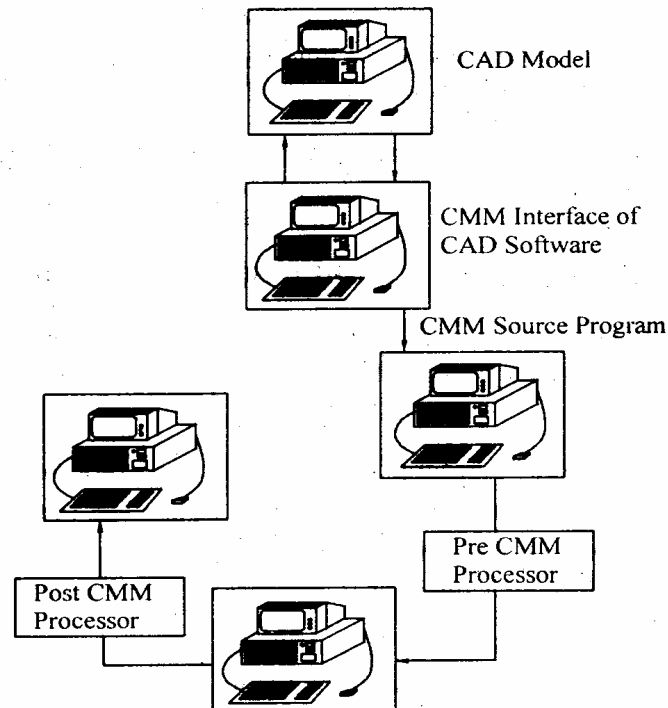 CAD Model
CMM Interface of
CAD Software
CMM Source Program
Pre CMM
Processor
Post CMM
Processor